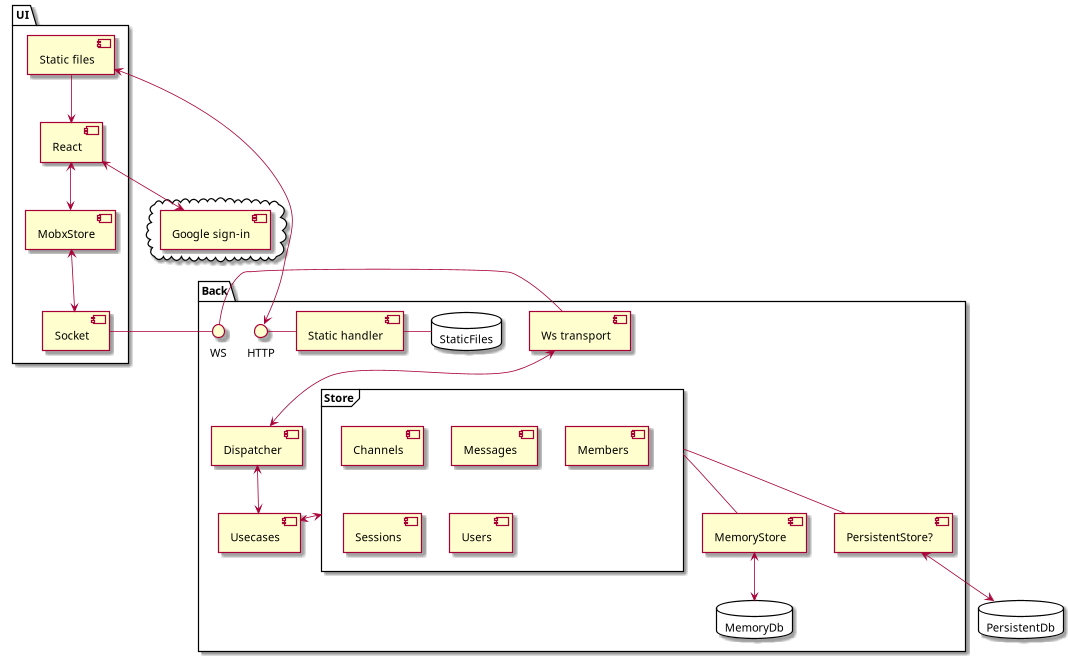 UI
Static files
React
MobxStore
Google sign-in
Back
Socket
WS
HTTP
Static handler
StaticFiles
Ws transport
Store
Dispatcher
Channels
Messages
Members
Usecases
Sessions
Users
MemoryStore
PersistentStore?
MemoryDb
PersistentDb